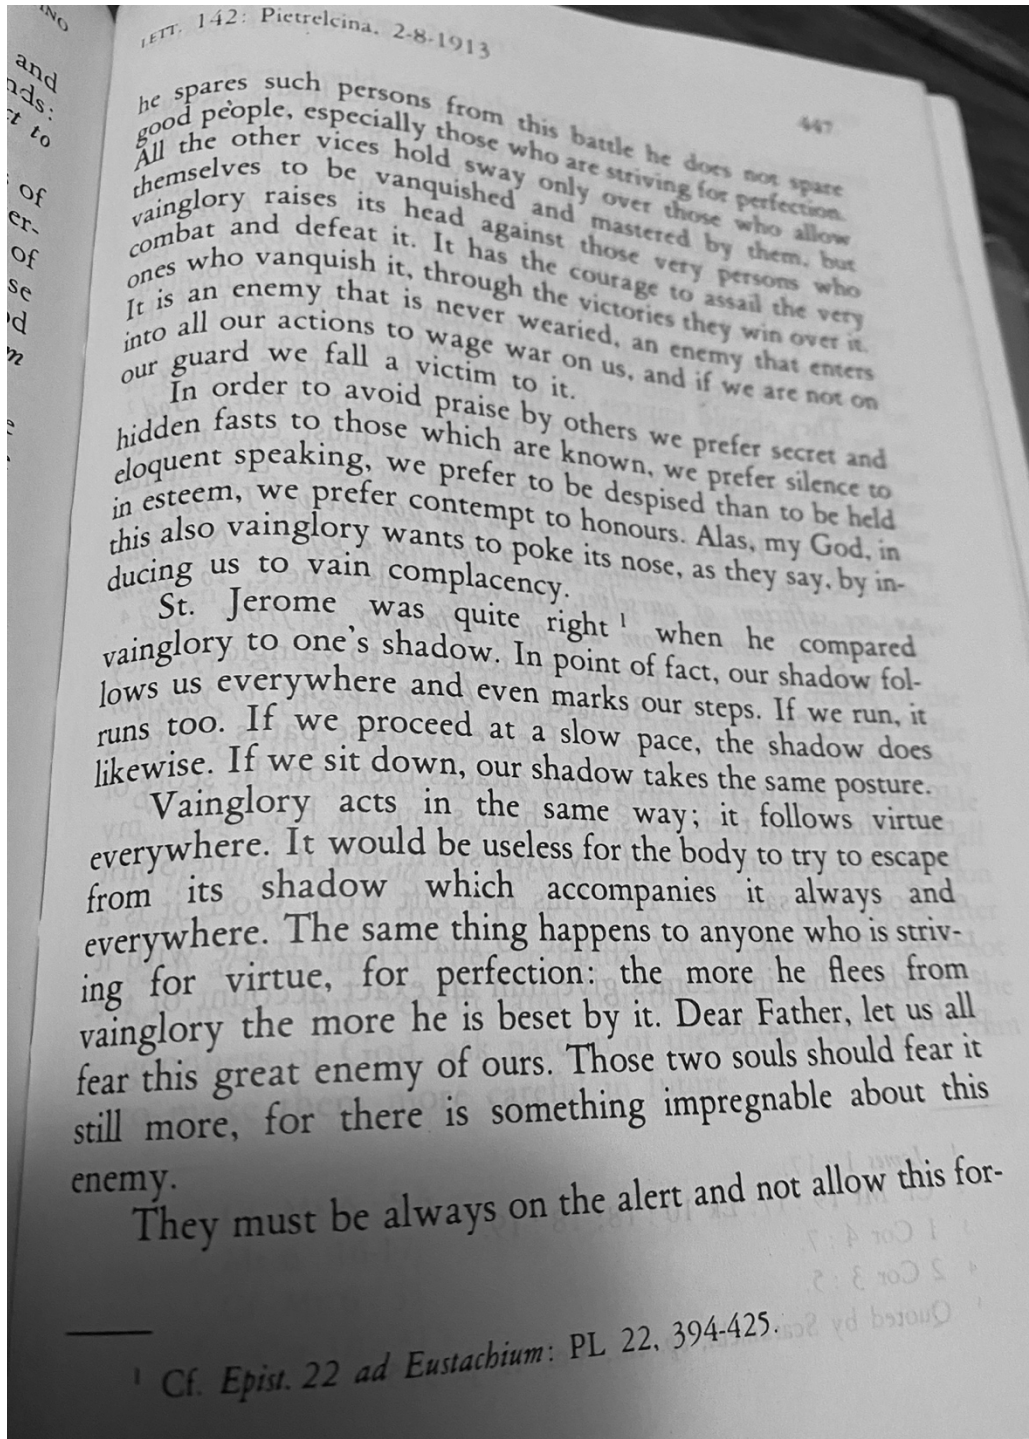 INO
and
nds:
ct to
of
er-
of
se
od
m
LETT. 142: Pietrelcina, 2-8-1913
447
he spares such persons from this battle he does not spare
good people, especially those who are striving for perfection.
All the other vices hold sway only over those who allow
themselves to be vanquished and mastered by them, but
vainglory raises its head against those very persons who
combat and defeat it. It has the courage to assail the very
ones who vanquish it, through the victories they win over it.
It is an enemy that is never wearied, an enemy that enters
into all our actions to wage war on us, and if we are not on
our guard we fall a victim to it.
In order to avoid praise by others we prefer secret and
hidden fasts to those which are known, we prefer silence to
eloquent speaking, we prefer to be despised than to be held
in esteem, we prefer contempt to honours. Alas, my God, in
this also vainglory wants to poke its nose, as they say, by in-
ducing us to vain complacency.
St. Jerome was quite right ¹ when he compared
vainglory to one's shadow. In point of fact, our shadow fol-
lows us everywhere and even marks our steps. If we run, it
runs too. If we proceed at a slow pace, the shadow does
likewise. If we sit down, our shadow takes the same posture.
Vainglory acts in the same way; it follows virtue
everywhere. It would be useless for the body to try to escape
from its shadow which accompanies it always and
everywhere. The same thing happens to anyone who is striv-
ing for virtue, for perfection: the more he flees from
vainglory the more he is beset by it. Dear Father, let us all
fear this great enemy of ours. Those two souls should fear it
still more, for there is something impregnable about this
enemy.
They must be always on the alert and not allow this for-
¹ Cf. Epist. 22 ad Eustachium: PL 22, 394-425.